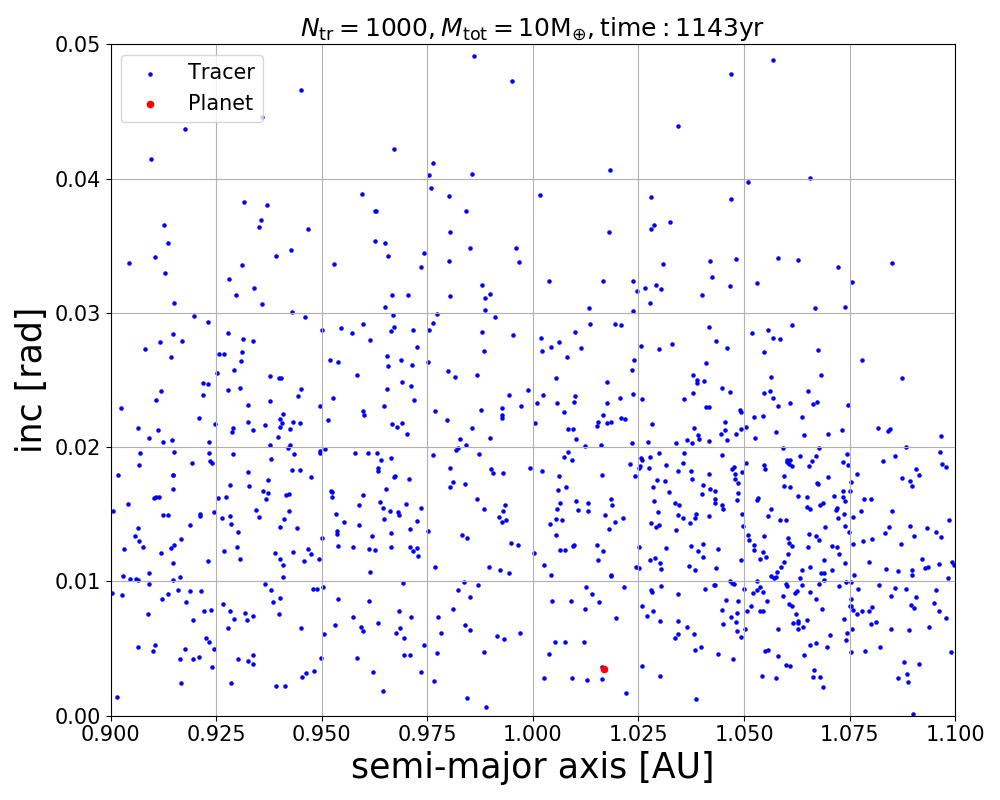 N_tr = 1000, M_tot = 10M_⊕, time : 1143yr
0.05
Tracer
Planet
0.04
0.03
inc [rad]
0.02
0.01
0.00
0.900 0.925 0.950 0.975 1.000 1.025 1.050 1.075 1.100
semi-major axis [AU]